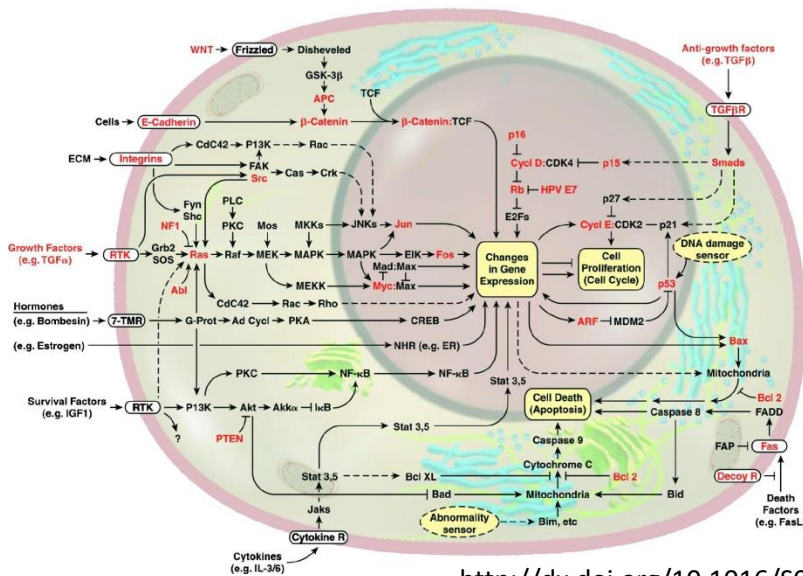 WNT
Frizzled
Disheveled
GSK-3β
APC
TCF
Cells
E-Cadherin
β-Catenin
β-Catenin:TCF
Anti-growth factors
(e.g. TGFβ)
TGFβR
ECM
Integrins
CdC42
P13K
Rac
FAK
Src
Cas
Crk
p16
Cycl D:CDK4
p15
Smads
Rb
HPV E7
p27
E2Fs
Cycl E:CDK2
p21
Fyn
Shc
PLC
NF1
PKC
Mos
MKKs
JNKs
Jun
Growth Factors
(e.g. TGFα)
RTK
Grb2
SOS
Ras
Raf
MEK
MAPK
MAPK
ElK
Fos
Changes
in Gene
Expression
Cell
Proliferation
(Cell Cycle)
DNA damage
sensor
Mad:Max
Abl
MEKK
Myc:Max
p53
CdC42
Rac
Rho
Hormones
(e.g. Bombesin)
7-TMR
G-Prot
Ad Cycl
PKA
CREB
ARF
MDM2
(e.g. Estrogen)
NHR (e.g. ER)
Bax
PKC
NF-κB
NF-κB
Mitochondria
Stat 3,5
Survival Factors
(e.g. IGF1)
RTK
P13K
Akt
Akkα
IκB
Cell Death
(Apoptosis)
Caspase 8
Bcl 2
FADD
?
PTEN
Stat 3,5
Caspase 9
FAP
Fas
Cytochrome C
Stat 3,5
Bcl XL
Bcl 2
Decoy R
Bad
Mitochondria
Bid
Death
Factors
(e.g. FasL
Jaks
Abnormality
sensor
Bim, etc
Cytokine R
Cytokines
(e.g. IL-3/6)